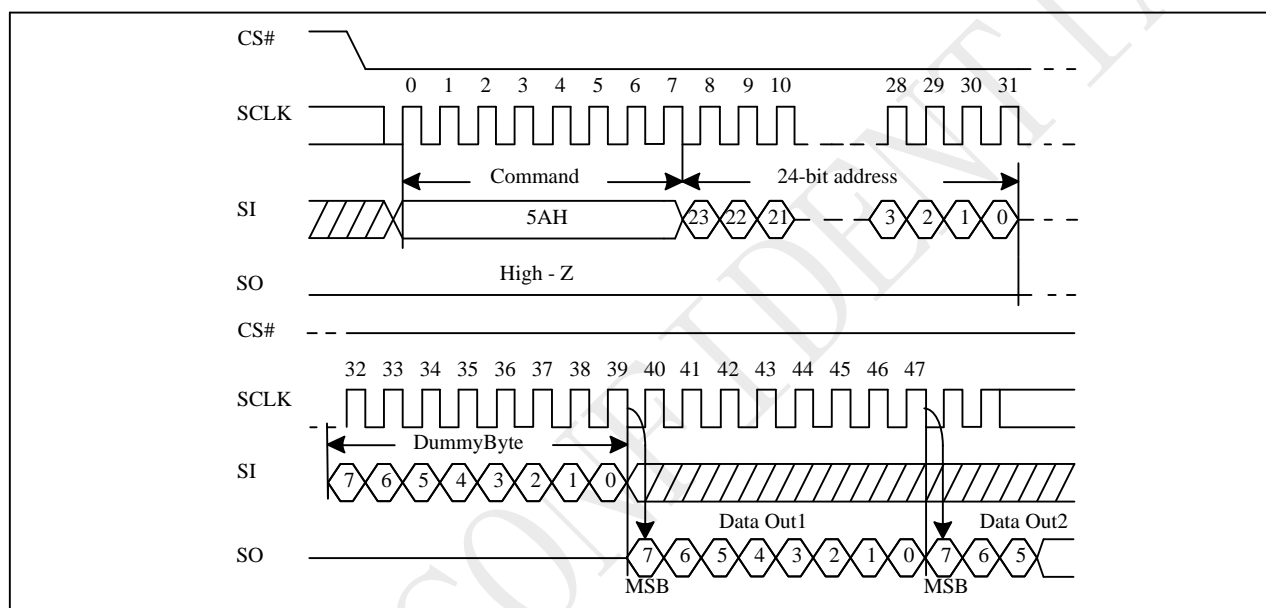 CS#
0 1 2 3 4 5 6 7 8 9 10 28 29 30 31
SCLK
Command 24-bit address
SI 5AH 23 22 21 3 2 1 0
High - Z
SO
CS#
32 33 34 35 36 37 38 39 40 41 42 43 44 45 46 47
SCLK
DummyByte
SI 7 6 5 4 3 2 1 0
Data Out1 Data Out2
SO 7 6 5 4 3 2 1 0 7 6 5
MSB MSB
CONFIDENTIA